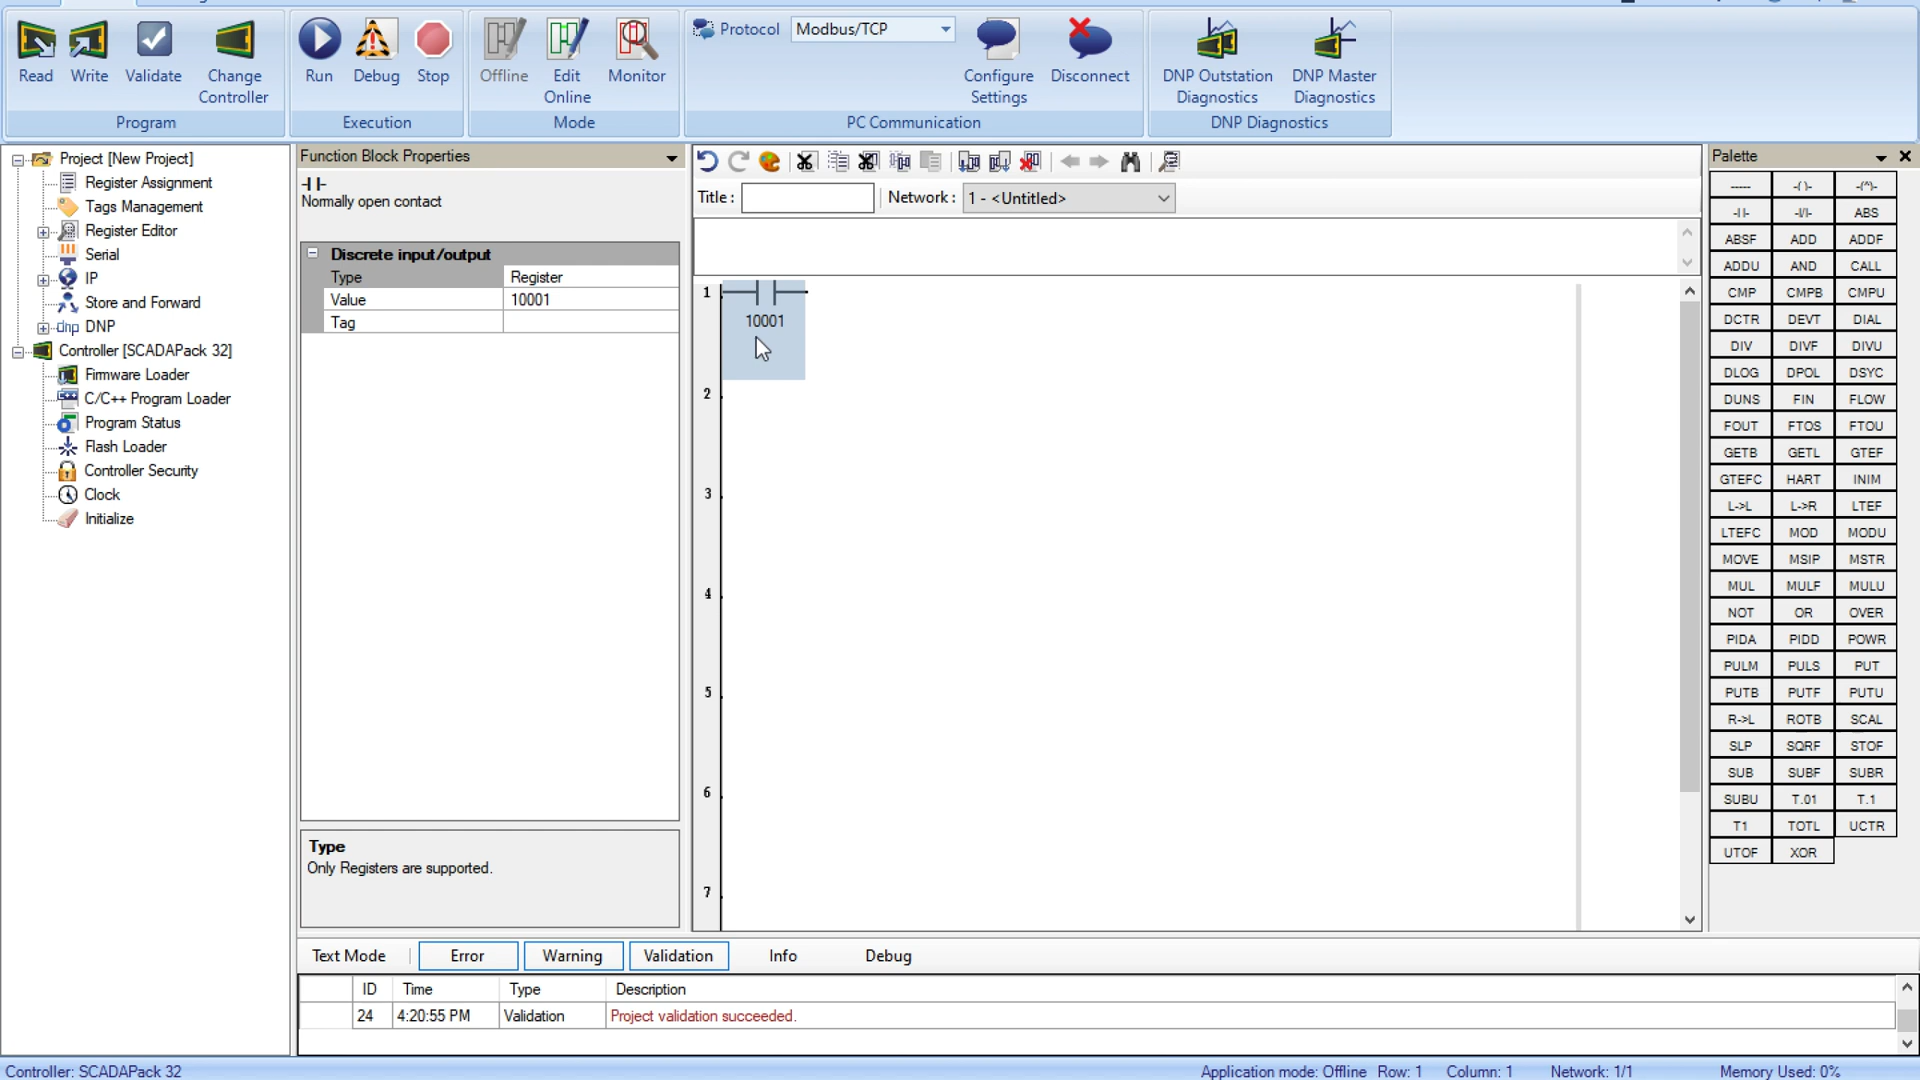 Read
Write
Validate
Change
Controller
Program
Run
Debug
Stop
Execution
Offline
Edit
Online
Monitor
Mode
Protocol
Modbus/TCP
Configure
Settings
Disconnect
PC Communication
DNP Outstation
Diagnostics
DNP Master
Diagnostics
DNP Diagnostics
Project [New Project]
Register Assignment
Tags Management
Register Editor
Serial
IP
Store and Forward
dnp DNP
Controller [SCADAPack 32]
Firmware Loader
C/C++ Program Loader
Program Status
Flash Loader
Controller Security
Clock
Initialize
Function Block Properties
-| |-
Normally open contact
Discrete input/output
Type Register
Value 10001
Tag
Type
Only Registers are supported.
Title :
Network : 1 - <Untitled>
1
10001
2
3
4
5
6
7
Palette
----- -( )- -(^)-
-| |- -|/|- ABS
ABSF ADD ADDF
ADDU AND CALL
CMP CMPB CMPU
DCTR DEVT DIAL
DIV DIVF DIVU
DLOG DPOL DSYC
DUNS FIN FLOW
FOUT FTOS FTOU
GETB GETL GTEF
GTEFC HART INIM
L->L L->R LTEF
LTEFC MOD MODU
MOVE MSIP MSTR
MUL MULF MULU
NOT OR OVER
PIDA PIDD POWR
PULM PULS PUT
PUTB PUTF PUTU
R->L ROTB SCAL
SLP SQRF STOF
SUB SUBF SUBR
SUBU T.01 T.1
T1 TOTL UCTR
UTOF XOR
Text Mode Error Warning Validation Info Debug
ID Time Type Description
24 4:20:55 PM Validation Project validation succeeded.
Controller: SCADAPack 32
Application mode: Offline Row: 1 Column: 1 Network: 1/1 Memory Used: 0%